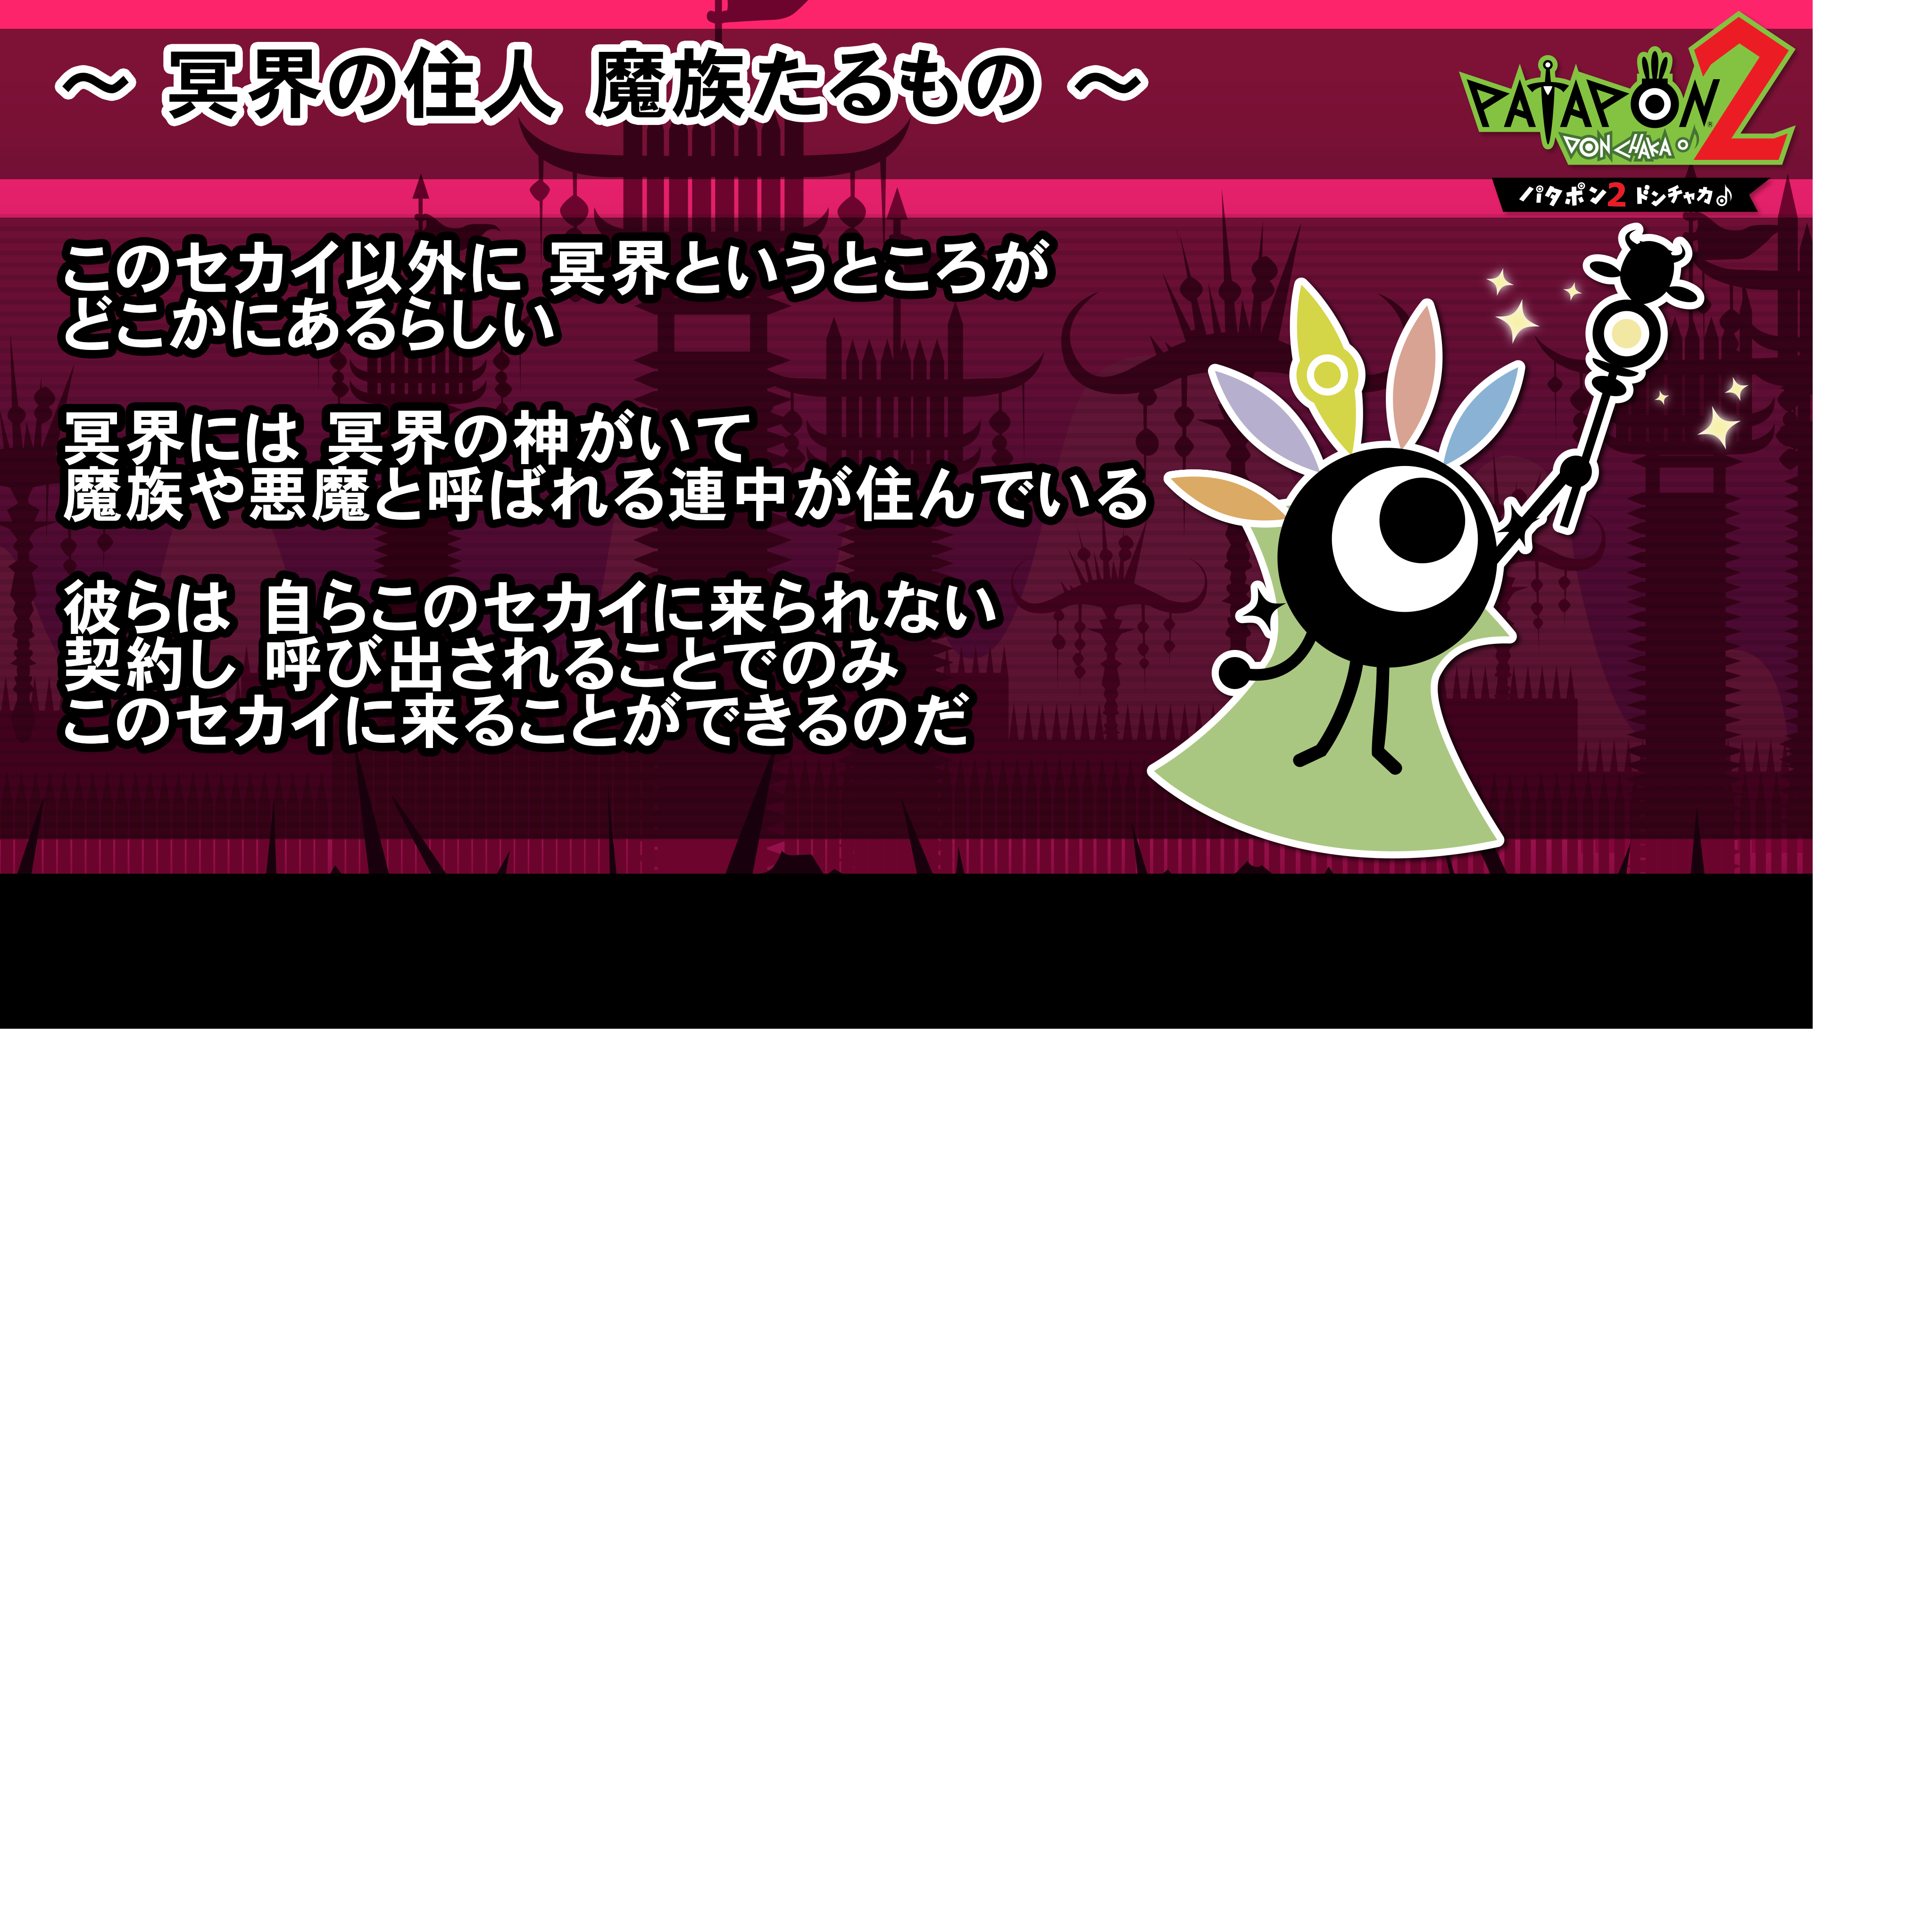 ～ 冥界の住人 魔族たるもの ～
PATAPON 2
DON CHAKA♪
パタポン2 ドンチャカ♪
このセカイ以外に 冥界というところが
どこかにあるらしい
冥界には 冥界の神がいて
魔族や悪魔と呼ばれる連中が住んでいる
彼らは 自らこのセカイに来られない
契約し 呼び出されることでのみ
このセカイに来ることができるのだ